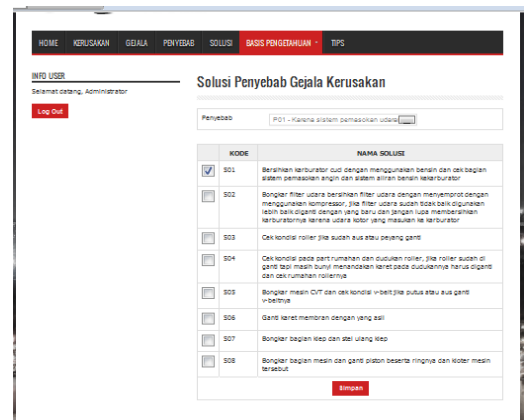 HOME KERUSAKAN GEJALA PENYEBAB SOLUSI BASIS PENGETAHUAN TIPS
INFO USER
Selamat datang, Administrator
Log Out
Solusi Penyebab Gejala Kerusakan
Penyebab P01 - Karena sistem pemasokan udara
KODE NAMA SOLUSI
S01 Bersihkan karburator cuci dengan menggunakan bensin dan cek bagian
sistem pemasokan angin dan sistem aliran bensin kekarburator
S02 Bongkar filter udara bersihkan filter udara dengan menyemprot dengan
menggunakan kompressor, jika filter udara sudah tidak baik digunakan
lebih baik diganti dengan yang baru dan jangan lupa membersihkan
karburatornya karena udara kotor yang masukan ke karburator
S03 Cek kondisi roller jika sudah aus atau peyang ganti
S04 Cek kondisi pada part rumahan dan dudukan roller, jika roller sudah di
ganti tapi masih bunyi menandakan karet pada dudukannya harus diganti
dan cek rumahan rollernya
S05 Bongkar mesin CVT dan cek kondisi v-belt jika putus atau aus ganti
v-beltnya
S06 Ganti karet membran dengan yang asli
S07 Bongkar bagian klep dan stel ulang klep
S08 Bongkar bagian mesin dan ganti piston beserta ringnya dan kloter mesin
tersebut
Simpan